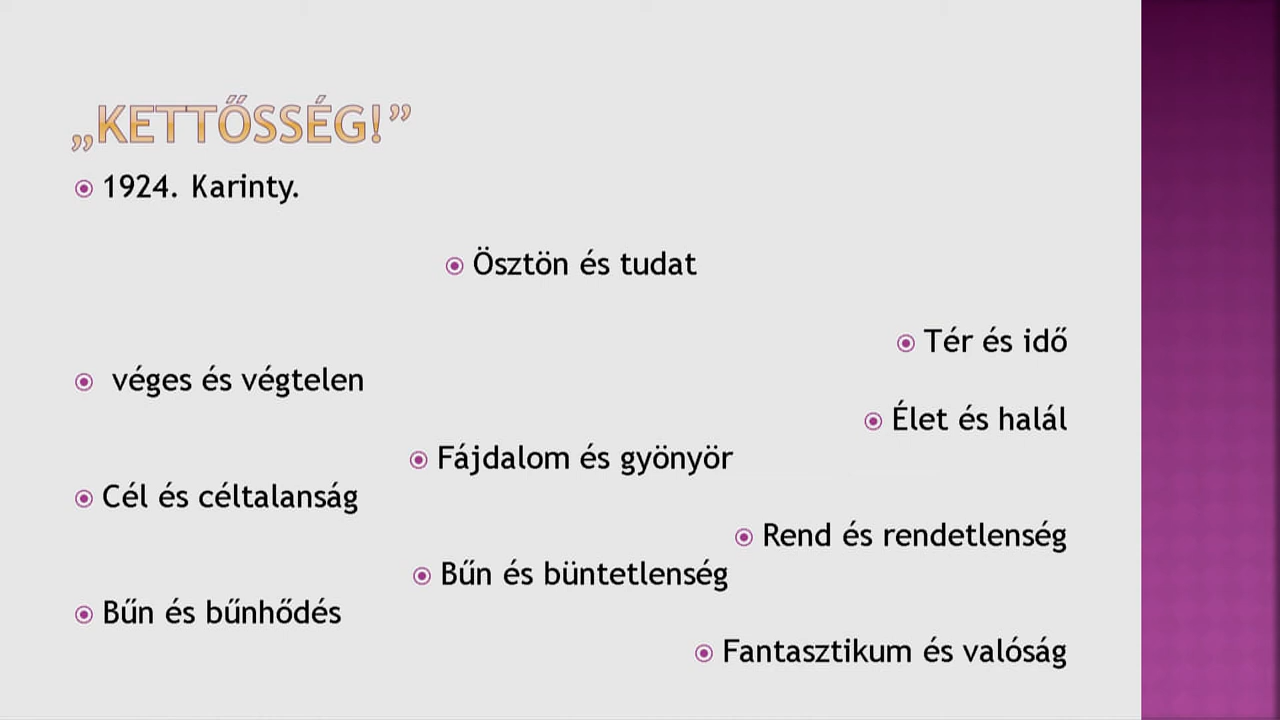 „KETTŐSSÉG!”
1924. Karinty.
Ösztön és tudat
Tér és idő
véges és végtelen
Élet és halál
Fájdalom és gyönyör
Cél és céltalanság
Rend és rendetlenség
Bűn és büntetlenség
Bűn és bűnhődés
Fantasztikum és valóság